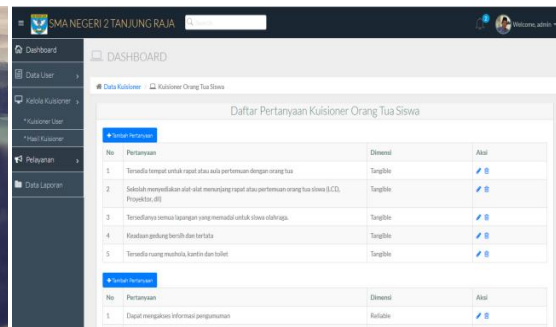 SMA NEGERI 2 TANJUNG RAJA
Welcome, admin
Dashboard
Data User
Kelola Kuisioner
* Kuisioner User
* Hasil Kuisioner
Pelayanan
Data Laporan
DASHBOARD
Data Kuisioner Kuisioner Orang Tua Siswa
Daftar Pertanyaan Kuisioner Orang Tua Siswa
Tambah Pertanyaan
No Pertanyaan Dimensi Aksi
1 Tersedia tempat untuk rapat atau aula pertemuan dengan orang tua Tangible
2 Sekolah menyediakan alat-alat menunjang rapat atau pertemuan orang tua siswa (LCD, Proyektor, dll) Tangible
3 Tersedianya semua lapangan yang memadai untuk siswa olahraga. Tangible
4 Keadaan gedung bersih dan tertata Tangible
5 Tersedia ruang mushola, kantin dan toilet Tangible
Tambah Pertanyaan
No Pertanyaan Dimensi Aksi
1 Dapat mengakses informasi pengumuman Reliable